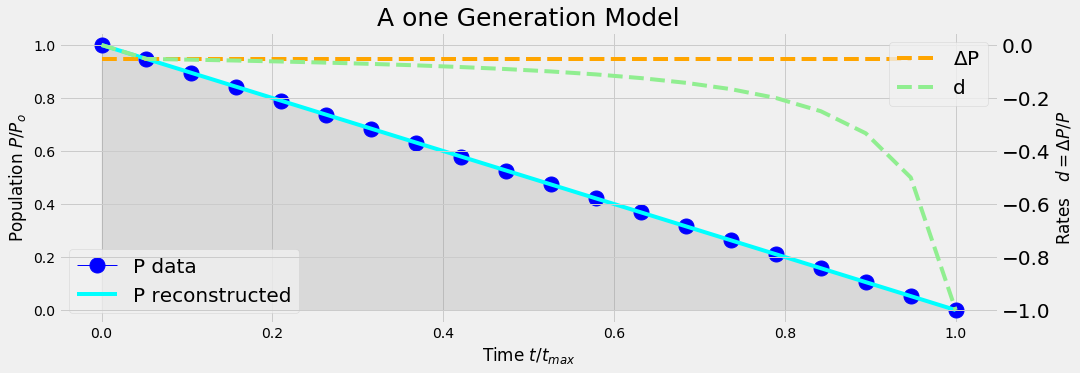 A one Generation Model
Population P/P_o
1.0
0.8
0.6
0.4
0.2
0.0
P data
P reconstructed
ΔP
d
0.0
−0.2
−0.4
−0.6
−0.8
−1.0
Rates d = ΔP/P
0.0 0.2 0.4 0.6 0.8 1.0
Time t/t_max